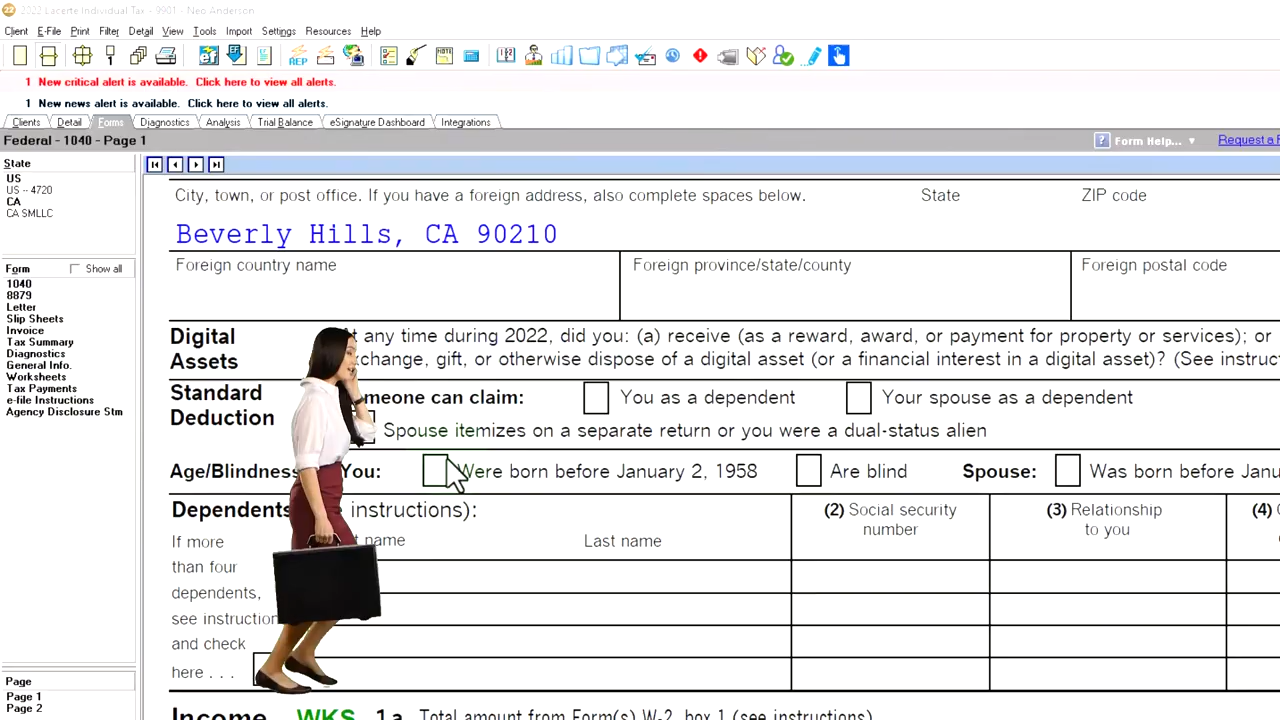 22 2022 Lacerte Individual Tax - 9901 - Neo Anderson
Client E-File Print Filter Detail View Tools Import Settings Resources Help
REP
1 New critical alert is available. Click here to view all alerts.
1 New news alert is available. Click here to view all alerts.
Clients Detail Forms Diagnostics Analysis Trial Balance eSignature Dashboard Integrations
Federal - 1040 - Page 1
? Form Help... Request a
State
US
US -- 4720
CA
CA SMLLC
Form Show all
1040
8879
Letter
Slip Sheets
Invoice
Tax Summary
Diagnostics
General Info.
Worksheets
Tax Payments
e-file Instructions
Agency Disclosure Stm
Page
Page 1
Page 2
City, town, or post office. If you have a foreign address, also complete spaces below. State ZIP code
Beverly Hills, CA 90210
Foreign country name Foreign province/state/county Foreign postal code
Digital Assets
At any time during 2022, did you: (a) receive (as a reward, award, or payment for property or services); or
change, gift, or otherwise dispose of a digital asset (or a financial interest in a digital asset)? (See instruc
Standard Deduction
meone can claim: You as a dependent Your spouse as a dependent
Spouse itemizes on a separate return or you were a dual-status alien
Age/Blindness You: Were born before January 2, 1958 Are blind Spouse: Was born before Janu
Dependents instructions): (2) Social security number (3) Relationship to you (4)
If more than four dependents, see instruction and check here . . .
name Last name
Income WKS 1a Total amount from Form(s) W-2, box 1 (see instructions)